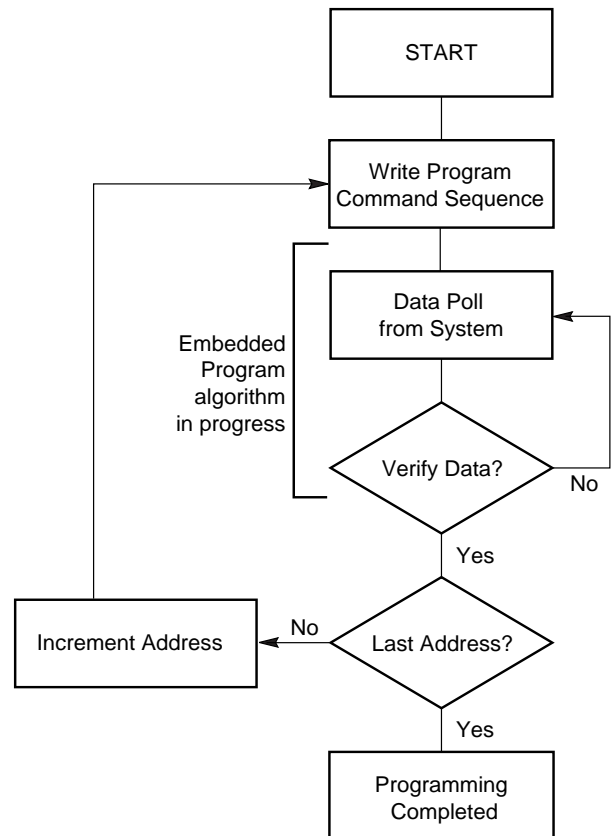 START
Write Program
Command Sequence
Data Poll
from System
Embedded
Program
algorithm
in progress
Verify Data?
No
Yes
Increment Address
No
Last Address?
Yes
Programming
Completed